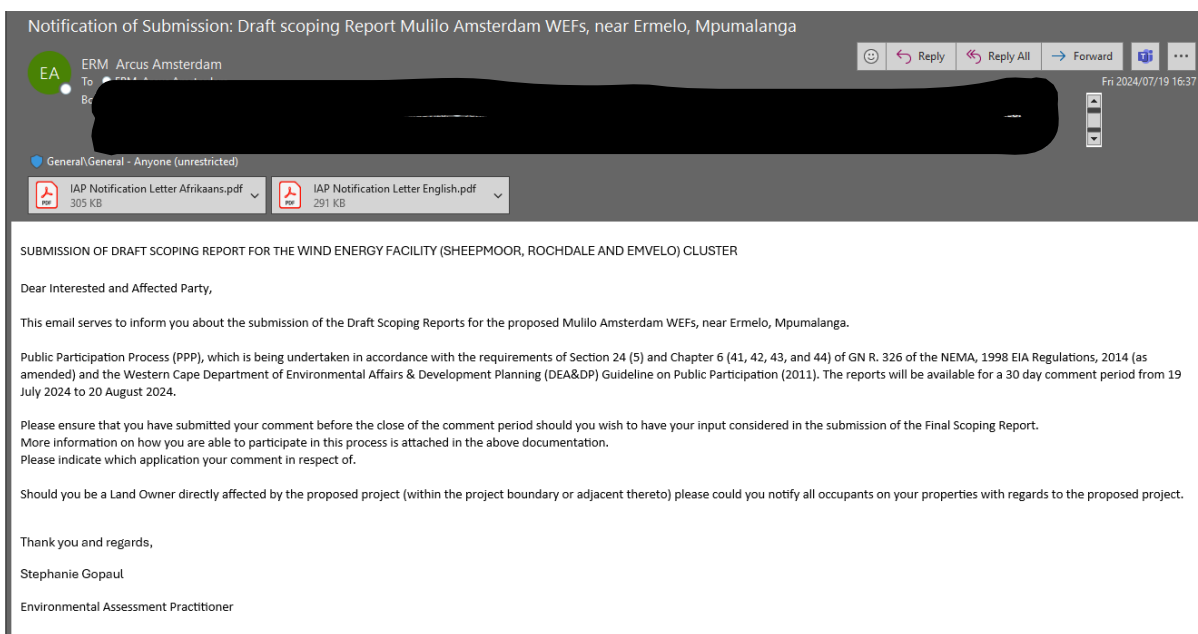 Notification of Submission: Draft scoping Report Mulilo Amsterdam WEFs, near Ermelo, Mpumalanga
EA
ERM Arcus Amsterdam
Reply
Reply All
Forward
To
Fri 2024/07/19 16:37
General\General - Anyone (unrestricted)
IAP Notification Letter Afrikaans.pdf
305 KB
IAP Notification Letter English.pdf
291 KB
SUBMISSION OF DRAFT SCOPING REPORT FOR THE WIND ENERGY FACILITY (SHEEPMOOR, ROCHDALE AND EMVELO) CLUSTER
Dear Interested and Affected Party,
This email serves to inform you about the submission of the Draft Scoping Reports for the proposed Mulilo Amsterdam WEFs, near Ermelo, Mpumalanga.
Public Participation Process (PPP), which is being undertaken in accordance with the requirements of Section 24 (5) and Chapter 6 (41, 42, 43, and 44) of GN R. 326 of the NEMA, 1998 EIA Regulations, 2014 (as
amended) and the Western Cape Department of Environmental Affairs & Development Planning (DEA&DP) Guideline on Public Participation (2011). The reports will be available for a 30 day comment period from 19
July 2024 to 20 August 2024.
Please ensure that you have submitted your comment before the close of the comment period should you wish to have your input considered in the submission of the Final Scoping Report.
More information on how you are able to participate in this process is attached in the above documentation.
Please indicate which application your comment in respect of.
Should you be a Land Owner directly affected by the proposed project (within the project boundary or adjacent thereto) please could you notify all occupants on your properties with regards to the proposed project.
Thank you and regards,
Stephanie Gopaul
Environmental Assessment Practitioner